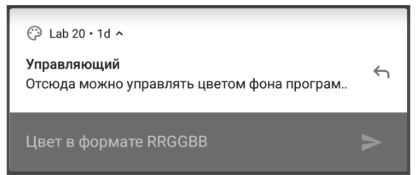 Lab 20 • 1d
Управляющий
Отсюда можно управлять цветом фона програм..
Цвет в формате RRGGBB